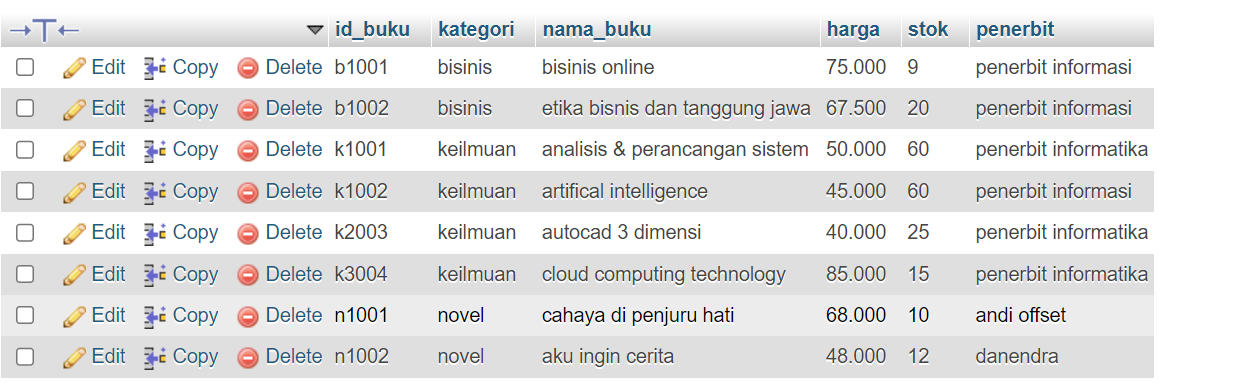 id_buku kategori nama_buku harga stok penerbit
Edit Copy Delete b1001 bisinis bisinis online 75.000 9 penerbit informasi
Edit Copy Delete b1002 bisinis etika bisnis dan tanggung jawa 67.500 20 penerbit informasi
Edit Copy Delete k1001 keilmuan analisis & perancangan sistem 50.000 60 penerbit informatika
Edit Copy Delete k1002 keilmuan artifical intelligence 45.000 60 penerbit informasi
Edit Copy Delete k2003 keilmuan autocad 3 dimensi 40.000 25 penerbit informatika
Edit Copy Delete k3004 keilmuan cloud computing technology 85.000 15 penerbit informatika
Edit Copy Delete n1001 novel cahaya di penjuru hati 68.000 10 andi offset
Edit Copy Delete n1002 novel aku ingin cerita 48.000 12 danendra